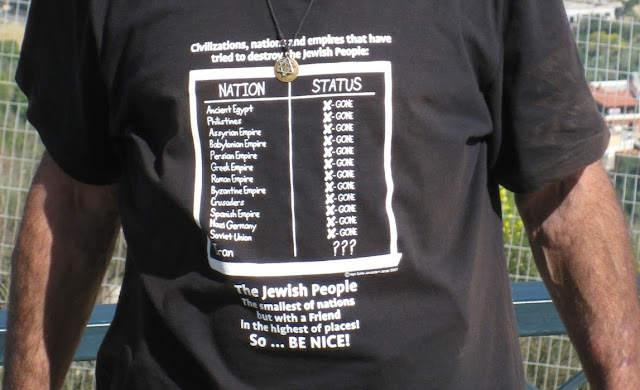 Civilizations, nations and empires that have
tried to destroy the Jewish People:
NATION STATUS
Ancient Egypt X-GONE
Philistines X-GONE
Assyrian Empire X-GONE
Babylonian Empire X-GONE
Persian Empire X-GONE
Greek Empire X-GONE
Roman Empire X-GONE
Byzantine Empire X-GONE
Crusaders X-GONE
Spanish Empire X-GONE
Nazi Germany X-GONE
Soviet Union X-GONE
Iran ???
The Jewish People
The smallest of nations
but with a Friend
In the highest of places!
So ... BE NICE!